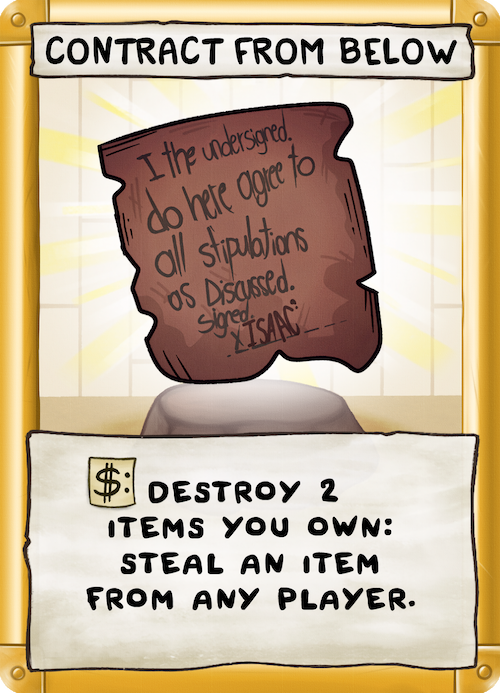 CONTRACT FROM BELOW
I the undersigned.
do here agree to
all stipulations
as Discussed.
signed.
x ISAAC
$: DESTROY 2
ITEMS YOU OWN:
STEAL AN ITEM
FROM ANY PLAYER.